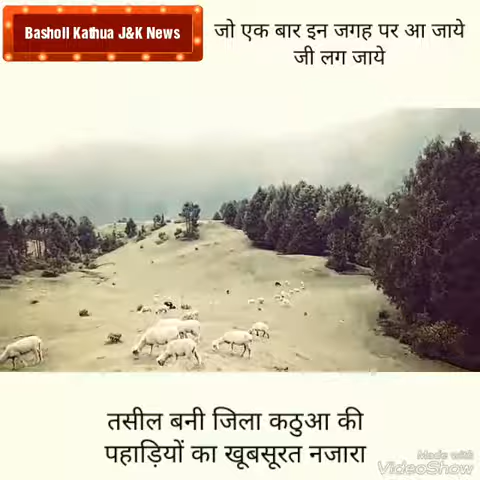 Basholi Kathua J&K News
जो एक बार इन जगह पर आ जाये
जी लग जाये
तसील बनी जिला कठुआ की
पहाड़ियों का खूबसूरत नजारा
Made with
VideoShow